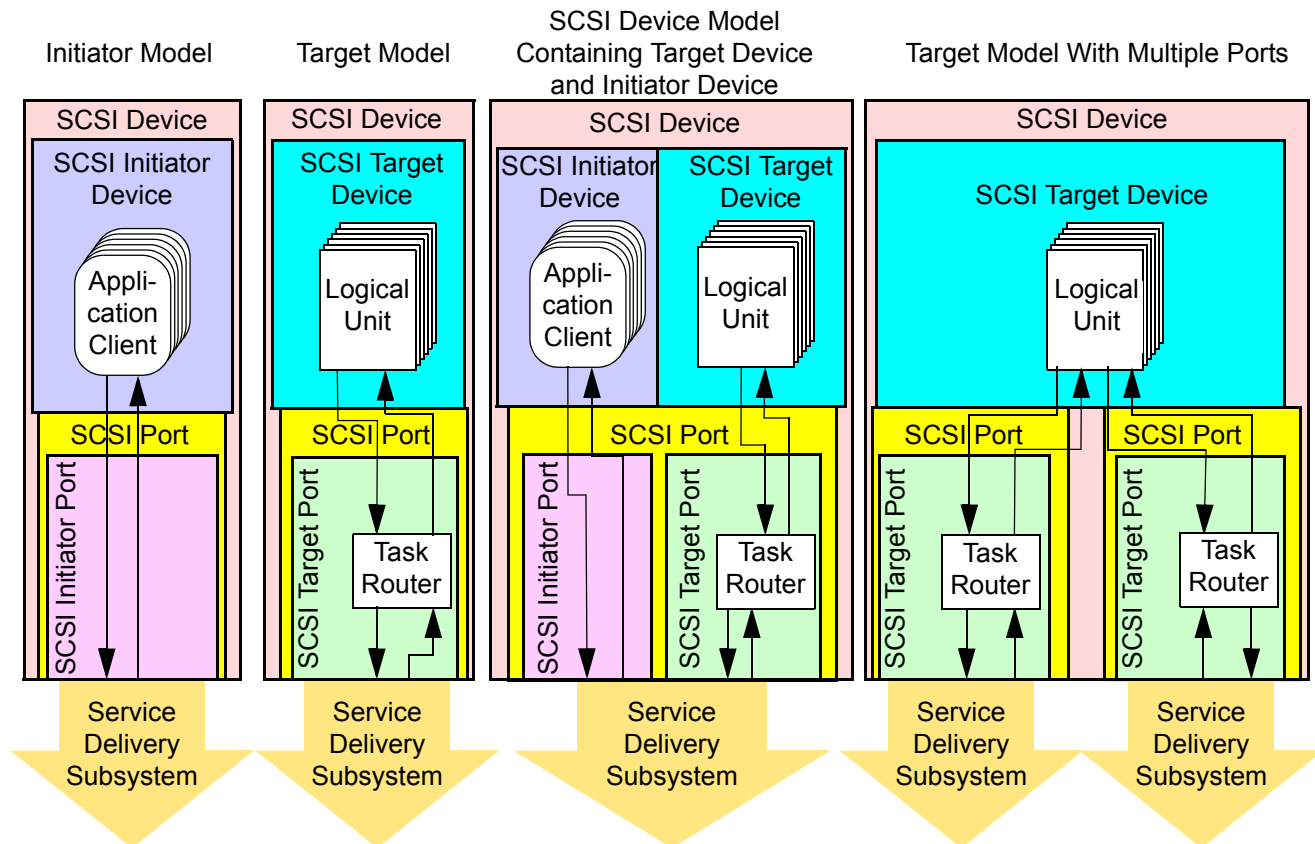 Initiator Model
SCSI Device
SCSI Initiator
Device
Appli-
cation
Client
SCSI Port
SCSI Initiator Port
Service
Delivery
Subsystem
Target Model
SCSI Device
SCSI Target
Device
Logical
Unit
SCSI Port
SCSI Target Port
Task
Router
Service
Delivery
Subsystem
SCSI Device Model
Containing Target Device
and Initiator Device
SCSI Device
SCSI Initiator
Device
Appli-
cation
Client
SCSI Target
Device
Logical
Unit
SCSI Port
SCSI Initiator Port
SCSI Target Port
Task
Router
Service
Delivery
Subsystem
Target Model With Multiple Ports
SCSI Device
SCSI Target Device
Logical
Unit
SCSI Port
SCSI Target Port
Task
Router
Service
Delivery
Subsystem
SCSI Port
SCSI Target Port
Task
Router
Service
Delivery
Subsystem